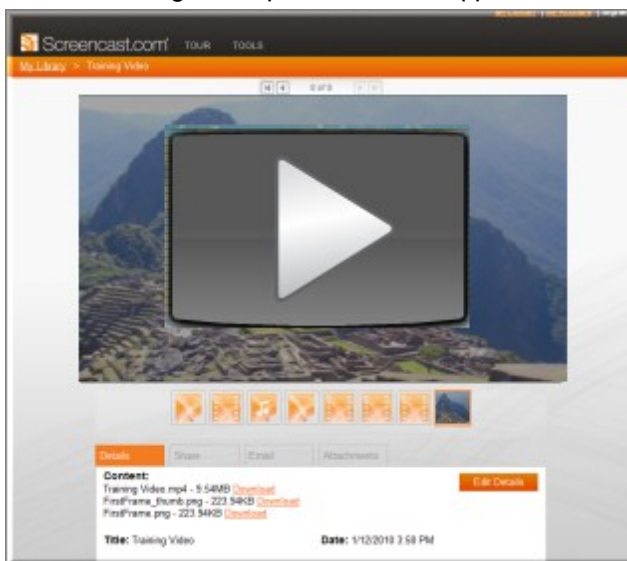 Screencast.com TOUR TOOLS
My Library > Training Video
8 of 8
Details Share Email Attachments
Content:
Training Video.mp4 - 9.54MB Download
FirstFrame_thumb.png - 223.94KB Download
FirstFrame.png - 223.94KB Download
Edit Details
Title: Training Video Date: 1/12/2010 3:58 PM